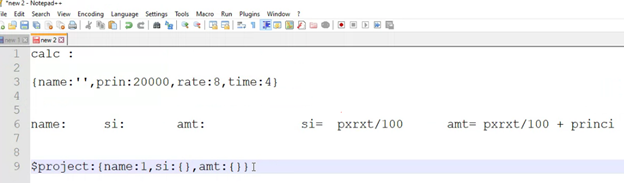 *new 2 - Notepad++
File Edit Search View Encoding Language Settings Tools Macro Run Plugins Window ?
new 1 new 2
1 calc :
2
3 {name:'',prin:20000,rate:8,time:4}
4
5
6 name: si: amt: si= pxrxt/100 amt= pxrxt/100 + princi
7
8
9 $project:{name:1,si:{},amt:{}}